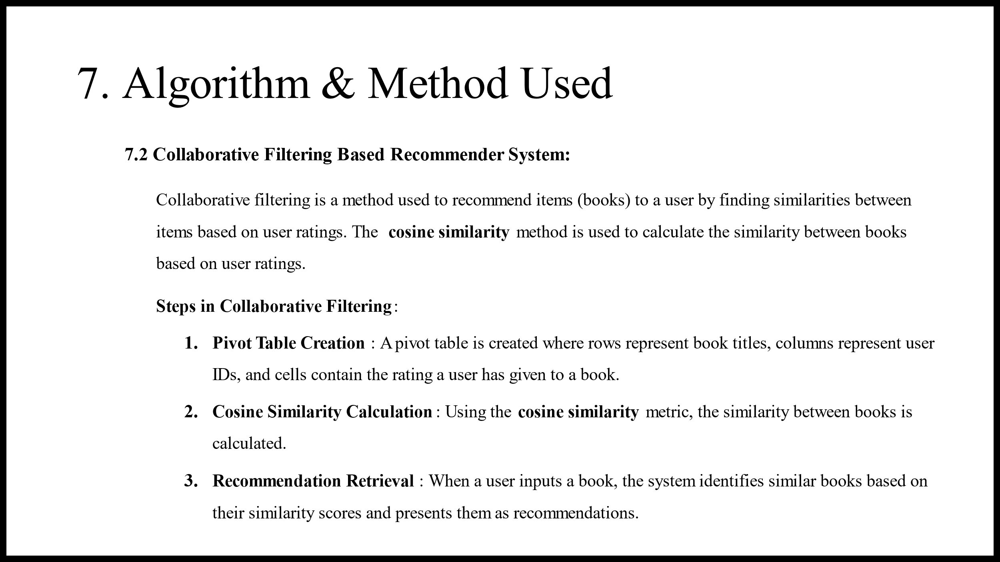 7. Algorithm & Method Used
7.2 Collaborative Filtering Based Recommender System:
Collaborative filtering is a method used to recommend items (books) to a user by finding similarities between
items based on user ratings. The cosine similarity method is used to calculate the similarity between books
based on user ratings.
Steps in Collaborative Filtering:
1. Pivot Table Creation : A pivot table is created where rows represent book titles, columns represent user
IDs, and cells contain the rating a user has given to a book.
2. Cosine Similarity Calculation : Using the cosine similarity metric, the similarity between books is
calculated.
3. Recommendation Retrieval : When a user inputs a book, the system identifies similar books based on
their similarity scores and presents them as recommendations.